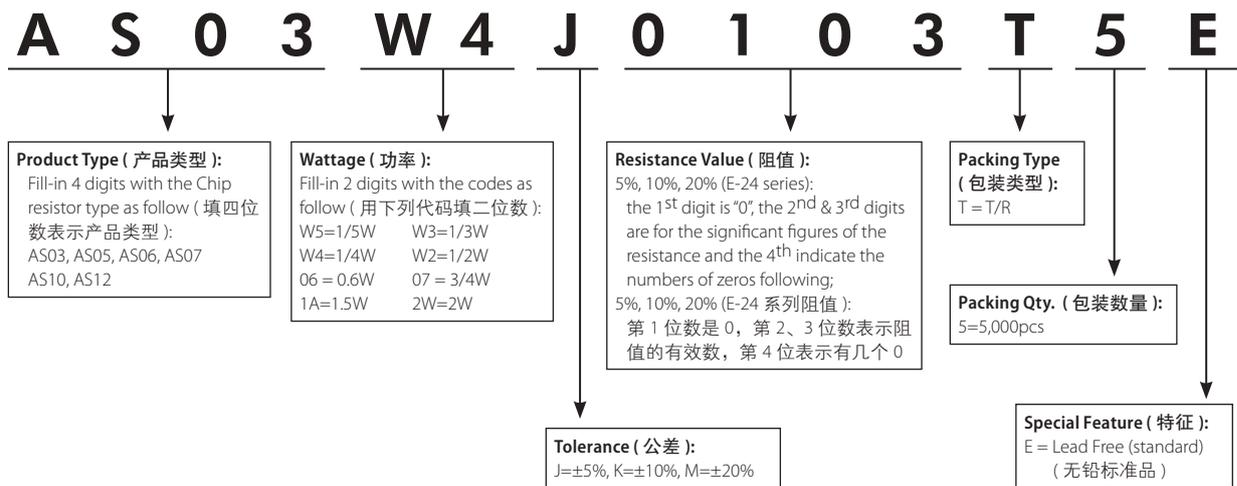 A S 0 3 W 4 J 0 1 0 3 T 5 E
Product Type ( 产品类型 ):
Fill-in 4 digits with the Chip
resistor type as follow ( 填四位
数表示产品类型 ):
AS03, AS05, AS06, AS07
AS10, AS12
Wattage ( 功率 ):
Fill-in 2 digits with the codes as
follow ( 用下列代码填二位数 ):
W5=1/5W W3=1/3W
W4=1/4W W2=1/2W
06 = 0.6W 07 = 3/4W
1A=1.5W 2W=2W
Resistance Value ( 阻值 ):
5%, 10%, 20% (E-24 series):
the 1st digit is “0”, the 2nd & 3rd digits
are for the significant figures of the
resistance and the 4th indicate the
numbers of zeros following;
5%, 10%, 20% (E-24 系列阻值 ):
第 1 位数是 0，第 2、3 位数表示阻
值的有效数，第 4 位表示有几个 0
Packing Type
( 包装类型 ):
T = T/R
Packing Qty. ( 包装数量 ):
5=5,000pcs
Tolerance ( 公差 ):
J=±5%, K=±10%, M=±20%
Special Feature ( 特征 ):
E = Lead Free (standard)
( 无铅标准品 )